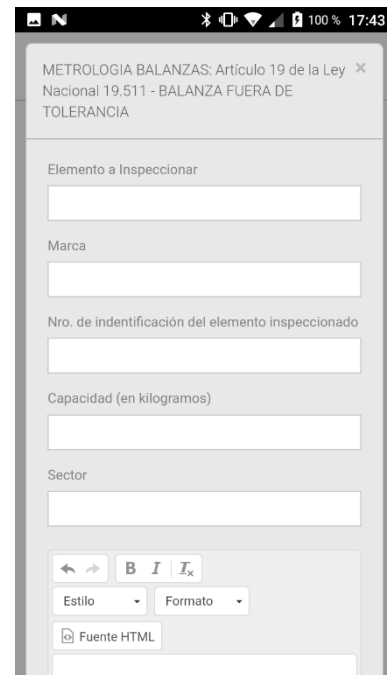 100 % 17:43
METROLOGIA BALANZAS: Artículo 19 de la Ley ×
Nacional 19.511 - BALANZA FUERA DE
TOLERANCIA
Elemento a Inspeccionar
Marca
Nro. de indentificación del elemento inspeccionado
Capacidad (en kilogramos)
Sector
B I Tx
Estilo Formato
Fuente HTML